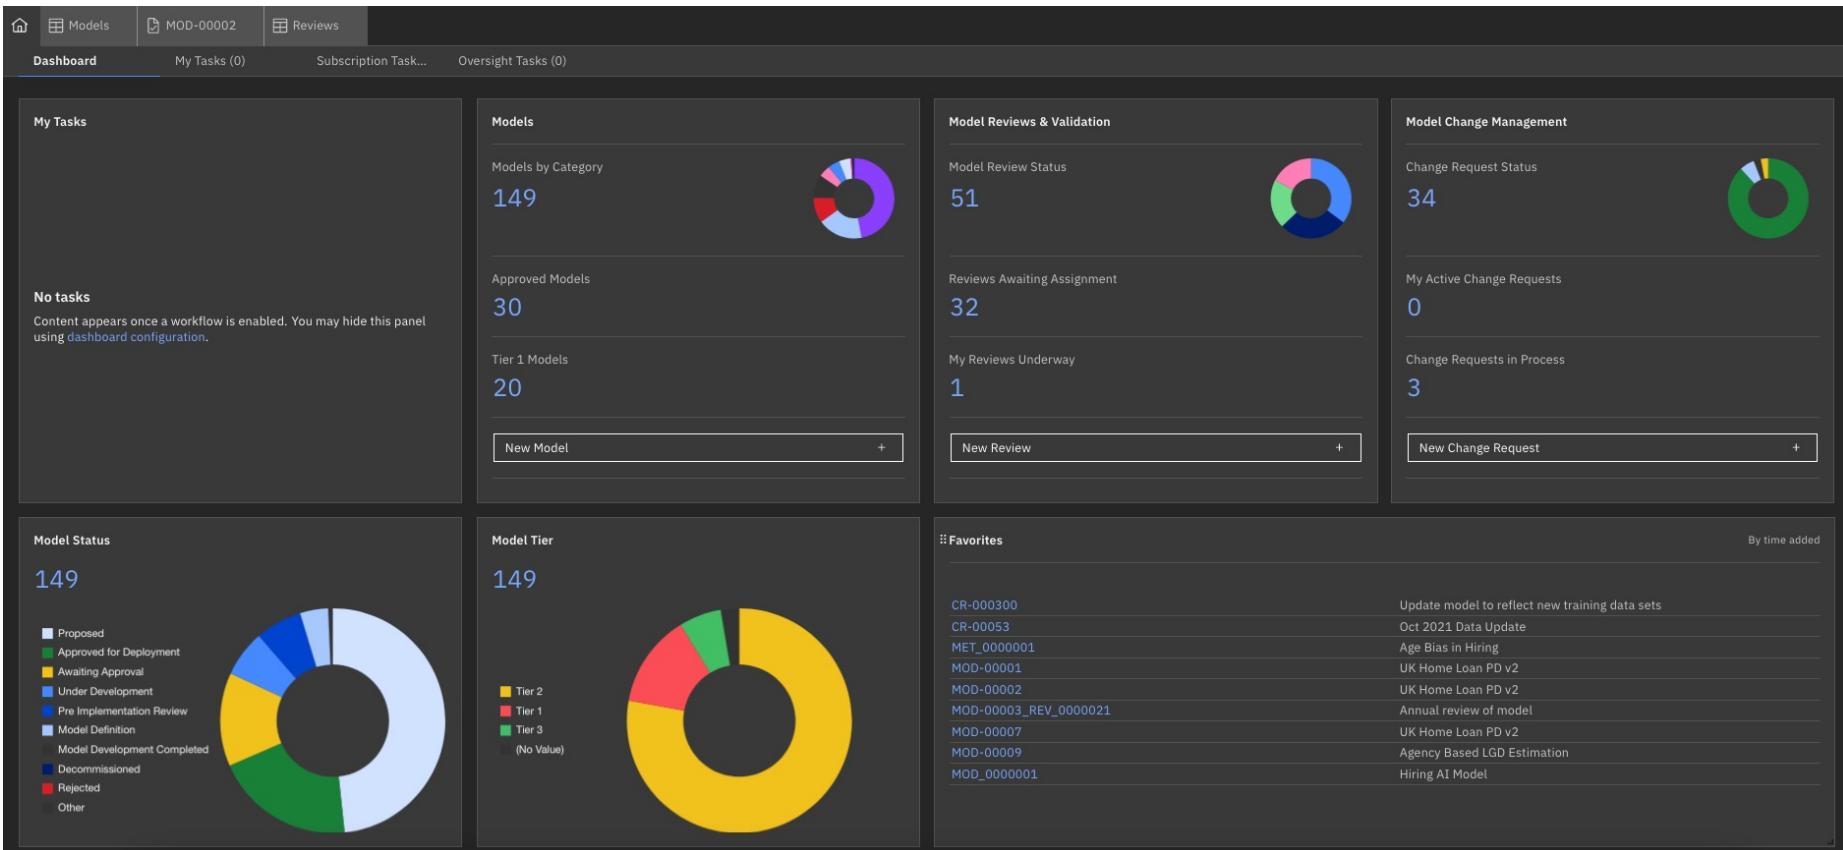 Models MOD-00002 Reviews
Dashboard My Tasks (0) Subscription Task... Oversight Tasks (0)
My Tasks
No tasks
Content appears once a workflow is enabled. You may hide this panel
using dashboard configuration.
Models
Models by Category
149
Approved Models
30
Tier 1 Models
20
New Model +
Model Reviews & Validation
Model Review Status
51
Reviews Awaiting Assignment
32
My Reviews Underway
1
New Review +
Model Change Management
Change Request Status
34
My Active Change Requests
0
Change Requests in Process
3
New Change Request +
Model Status
149
Proposed
Approved for Deployment
Awaiting Approval
Under Development
Pre Implementation Review
Model Definition
Model Development Completed
Decommissioned
Rejected
Other
Model Tier
149
Tier 2
Tier 1
Tier 3
(No Value)
Favorites By time added
CR-000300 Update model to reflect new training data sets
CR-00053 Oct 2021 Data Update
MET_0000001 Age Bias in Hiring
MOD-00001 UK Home Loan PD v2
MOD-00002 UK Home Loan PD v2
MOD-00003_REV_0000021 Annual review of model
MOD-00007 UK Home Loan PD v2
MOD-00009 Agency Based LGD Estimation
MOD_0000001 Hiring AI Model